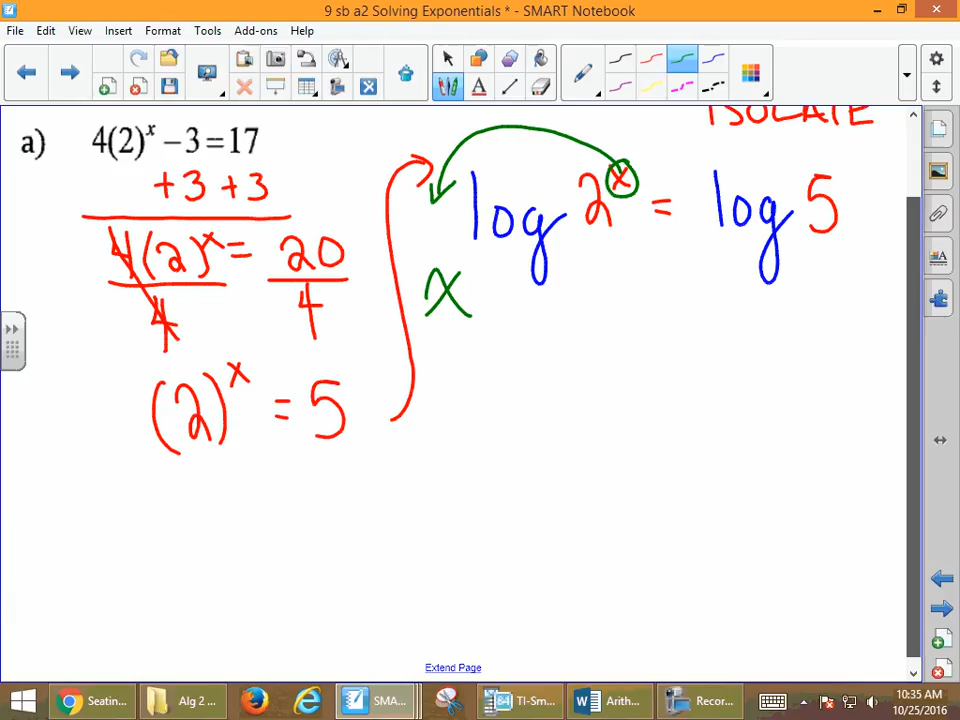 9 sb a2 Solving Exponentials * - SMART Notebook
File Edit View Insert Format Tools Add-ons Help
ISOLATE
a) 4(2)^x − 3 = 17
+3 +3
4(2)^x = 20
4 4
(2)^x = 5
log 2^x = log 5
x
Extend Page
Seatin... Alg 2 ... SMA... TI-Sm... Arith... Recor... 10:35 AM
10/25/2016